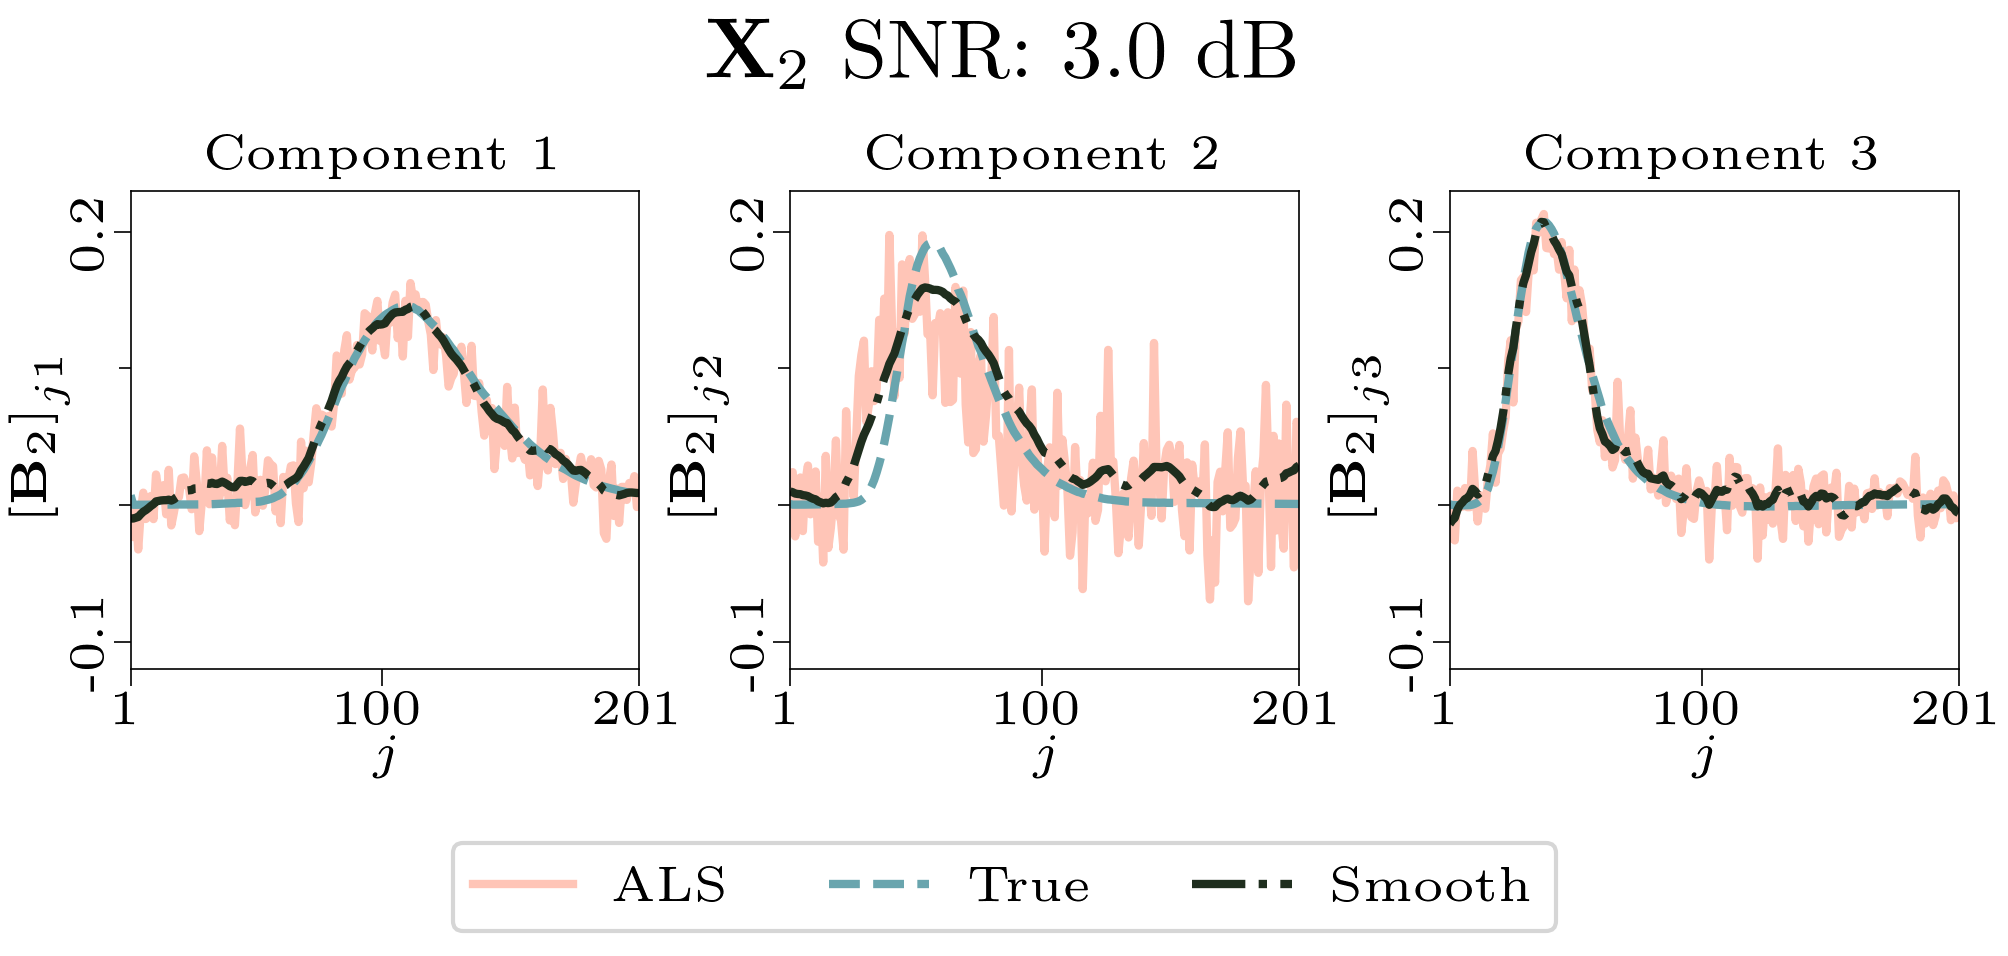 X₂ SNR: 3.0 dB
Component 1
Component 2
Component 3
[B₂]ⱼ₁
0.2
-0.1
1 100 201
j
[B₂]ⱼ₂
0.2
-0.1
1 100 201
j
[B₂]ⱼ₃
0.2
-0.1
1 100 201
j
ALS True Smooth